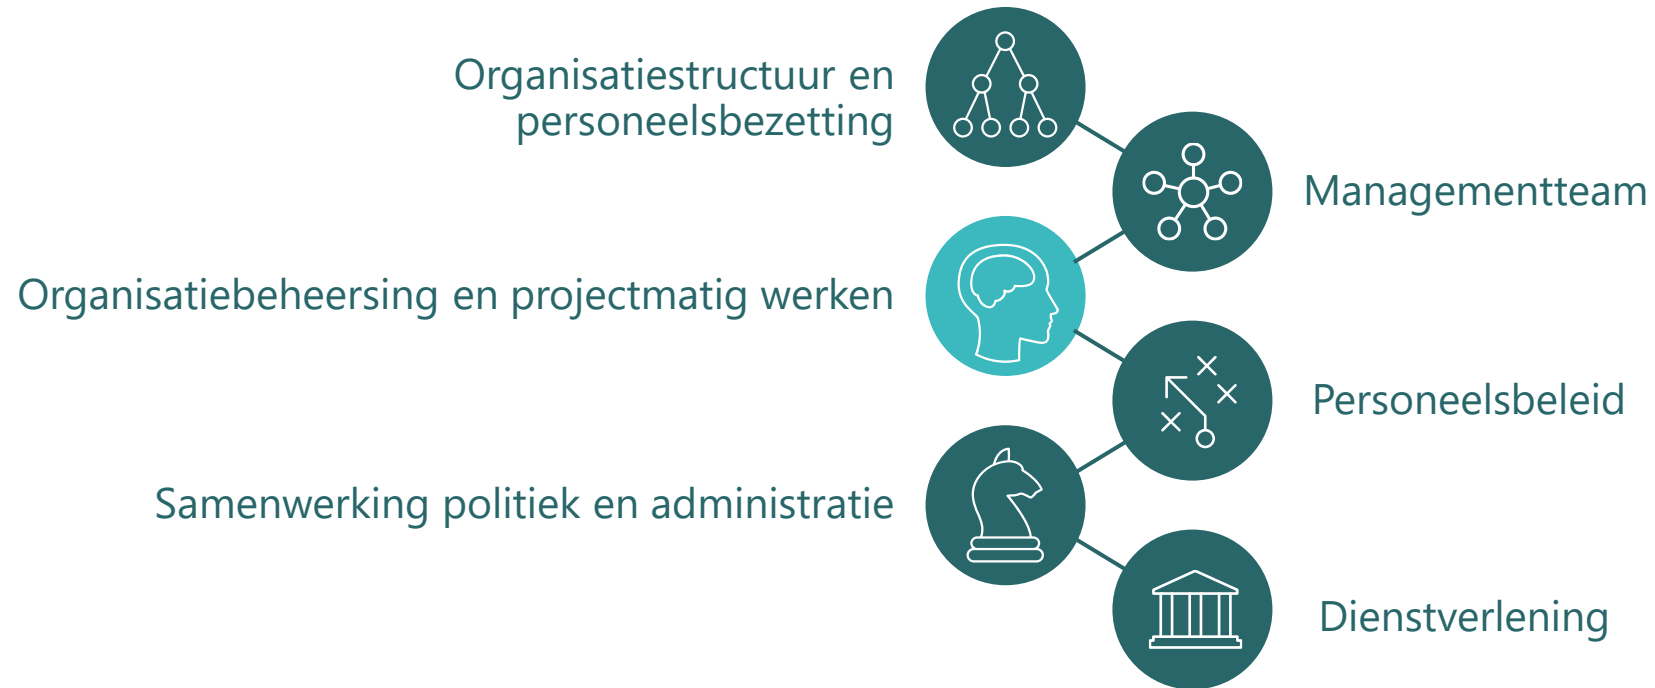 Organisatiestructuur en
personeelsbezetting
Managementteam
Organisatiebeheersing en projectmatig werken
Personeelsbeleid
Samenwerking politiek en administratie
Dienstverlening